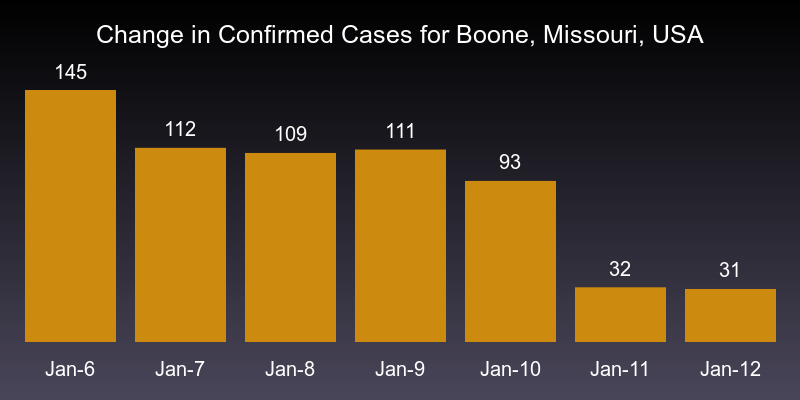 Change in Confirmed Cases for Boone, Missouri, USA
145
112
109
111
93
32
31
Jan-6
Jan-7
Jan-8
Jan-9
Jan-10
Jan-11
Jan-12